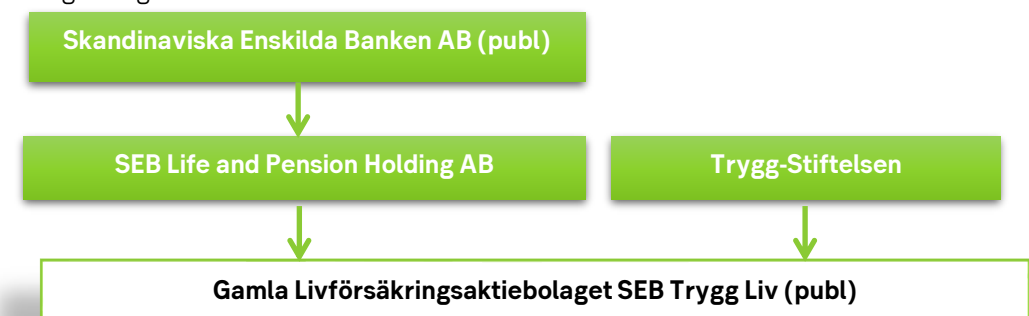 Skandinaviska Enskilda Banken AB (publ)
SEB Life and Pension Holding AB
Trygg-Stiftelsen
Gamla Livförsäkringsaktiebolaget SEB Trygg Liv (publ)